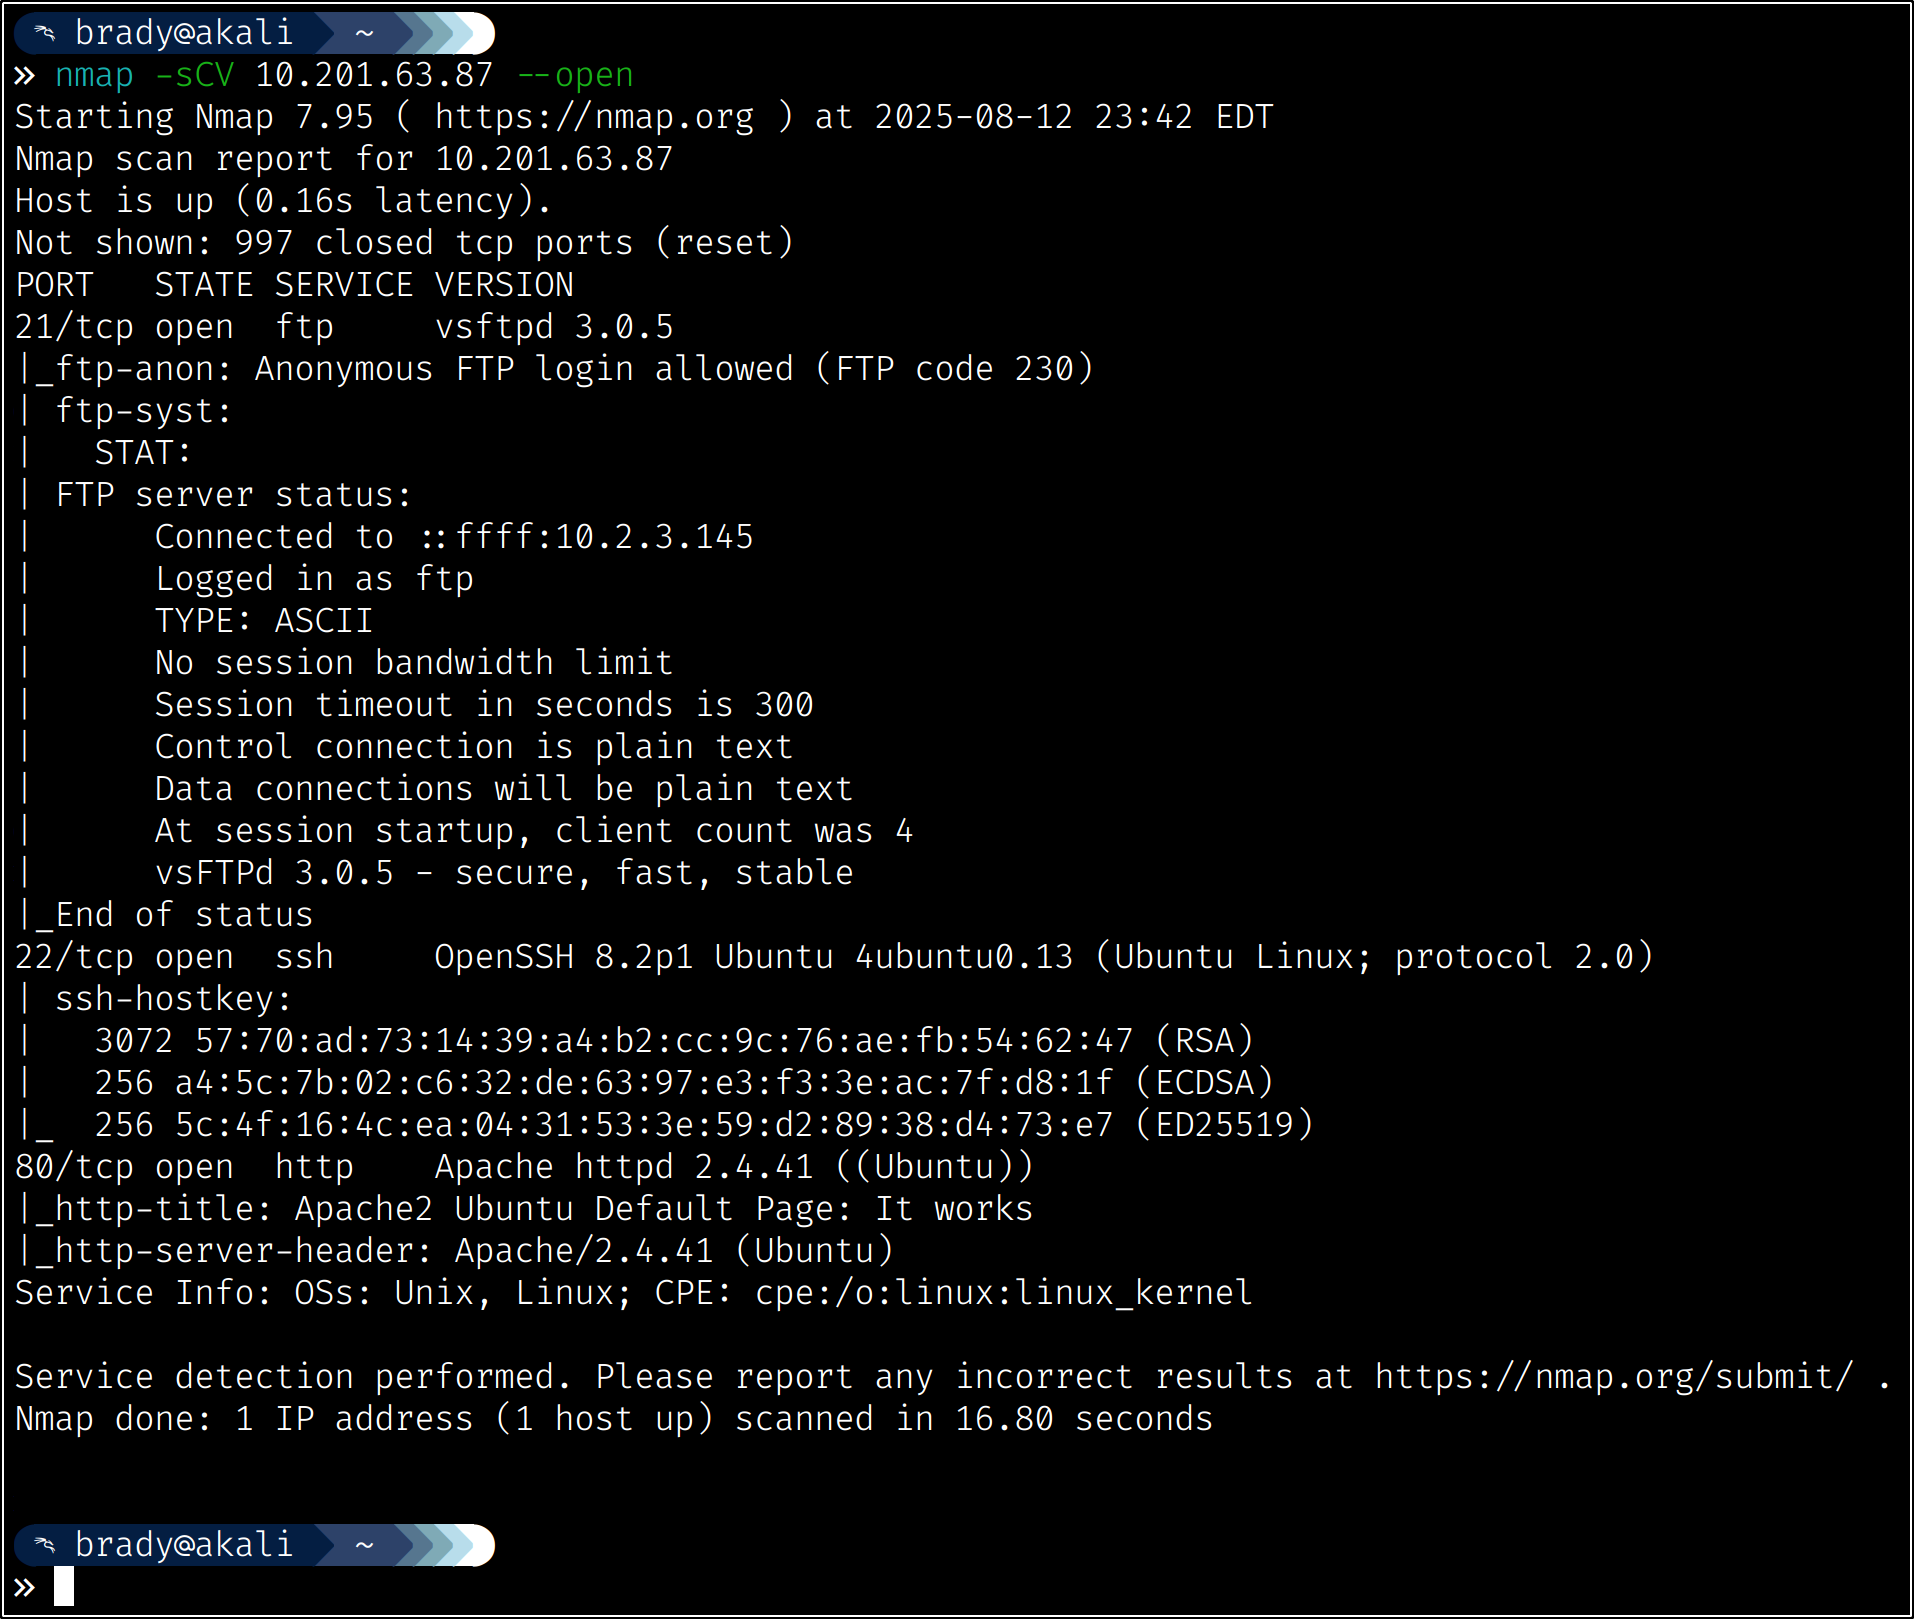 brady@akali ~
» nmap -sCV 10.201.63.87 --open
Starting Nmap 7.95 ( https://nmap.org ) at 2025-08-12 23:42 EDT
Nmap scan report for 10.201.63.87
Host is up (0.16s latency).
Not shown: 997 closed tcp ports (reset)
PORT   STATE SERVICE VERSION
21/tcp open  ftp     vsftpd 3.0.5
|_ftp-anon: Anonymous FTP login allowed (FTP code 230)
| ftp-syst:
|   STAT:
| FTP server status:
|      Connected to ::ffff:10.2.3.145
|      Logged in as ftp
|      TYPE: ASCII
|      No session bandwidth limit
|      Session timeout in seconds is 300
|      Control connection is plain text
|      Data connections will be plain text
|      At session startup, client count was 4
|      vsFTPd 3.0.5 - secure, fast, stable
|_End of status
22/tcp open  ssh     OpenSSH 8.2p1 Ubuntu 4ubuntu0.13 (Ubuntu Linux; protocol 2.0)
| ssh-hostkey:
|   3072 57:70:ad:73:14:39:a4:b2:cc:9c:76:ae:fb:54:62:47 (RSA)
|   256 a4:5c:7b:02:c6:32:de:63:97:e3:f3:3e:ac:7f:d8:1f (ECDSA)
|_  256 5c:4f:16:4c:ea:04:31:53:3e:59:d2:89:38:d4:73:e7 (ED25519)
80/tcp open  http    Apache httpd 2.4.41 ((Ubuntu))
|_http-title: Apache2 Ubuntu Default Page: It works
|_http-server-header: Apache/2.4.41 (Ubuntu)
Service Info: OSs: Unix, Linux; CPE: cpe:/o:linux:linux_kernel
Service detection performed. Please report any incorrect results at https://nmap.org/submit/ .
Nmap done: 1 IP address (1 host up) scanned in 16.80 seconds
brady@akali ~
»